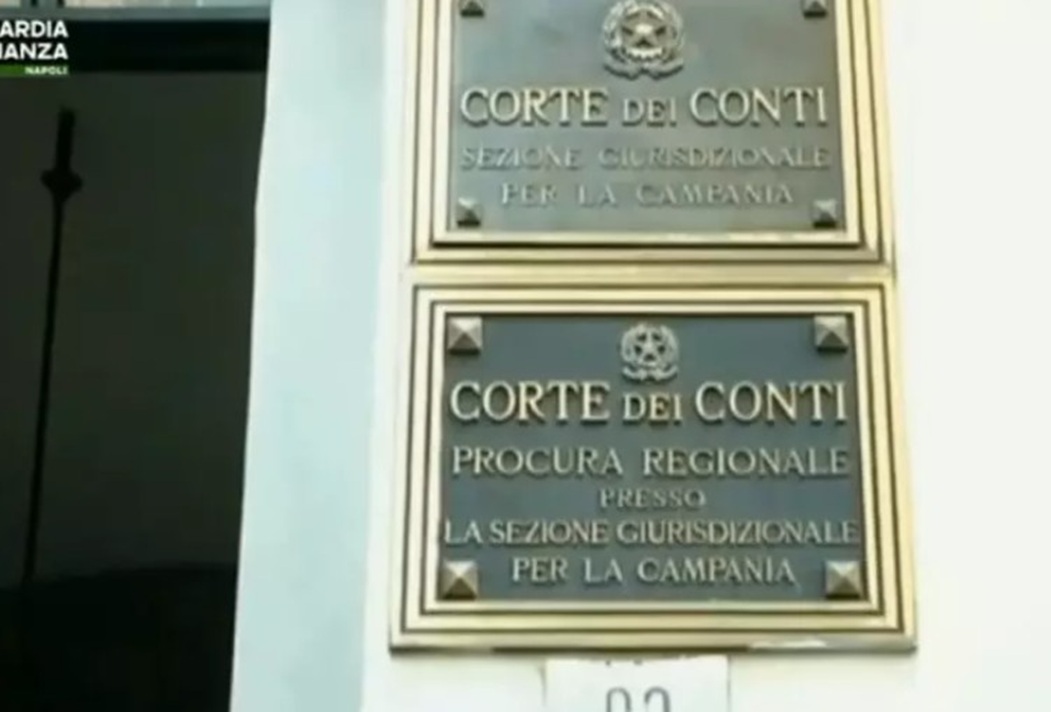 ARDIA
ANZA
NAPOLI
CORTE DEI CONTI
SEZIONE GIURISDIZIONALE
PER LA CAMPANIA
CORTE DEI CONTI
PROCURA REGIONALE
PRESSO
LA SEZIONE GIURISDIZIONALE
PER LA CAMPANIA